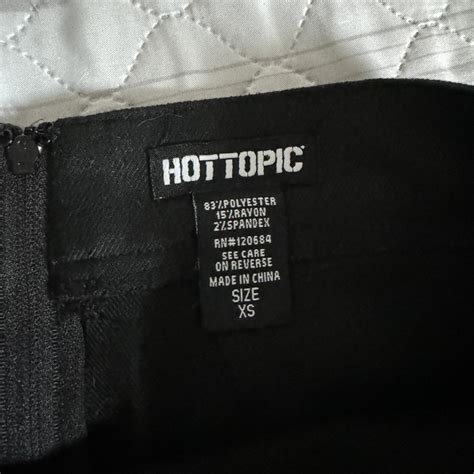 HOTTOPIC
83%POLYESTER
15%RAYON
2%SPANDEX
RN#120684
SEE CARE
ON REVERSE
MADE IN CHINA
SIZE
XS